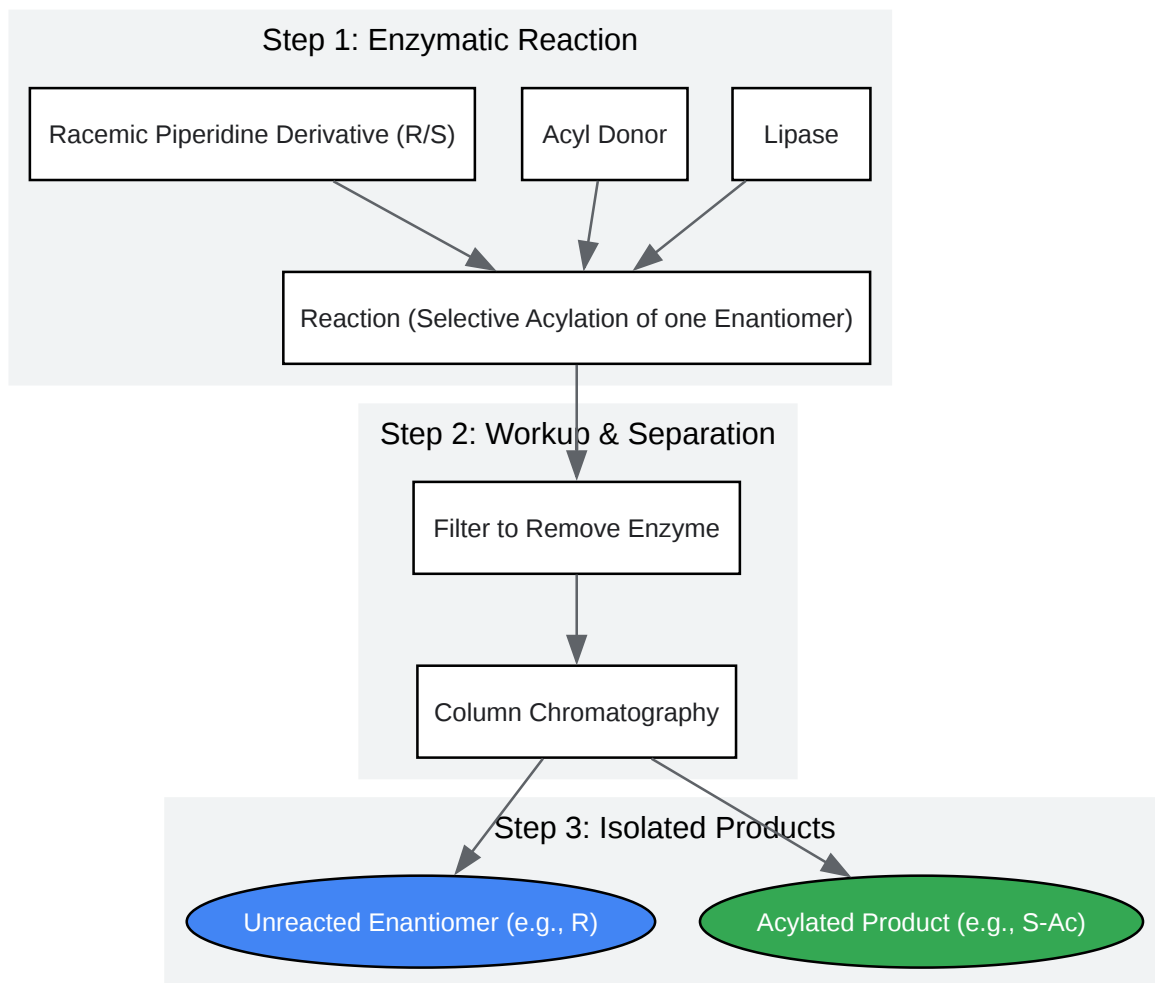 Step 1: Enzymatic Reaction
Racemic Piperidine Derivative (R/S)
Acyl Donor
Lipase
Reaction (Selective Acylation of one Enantiomer)
Step 2: Workup & Separation
Filter to Remove Enzyme
Column Chromatography
Step 3: Isolated Products
Unreacted Enantiomer (e.g., R)
Acylated Product (e.g., S-Ac)